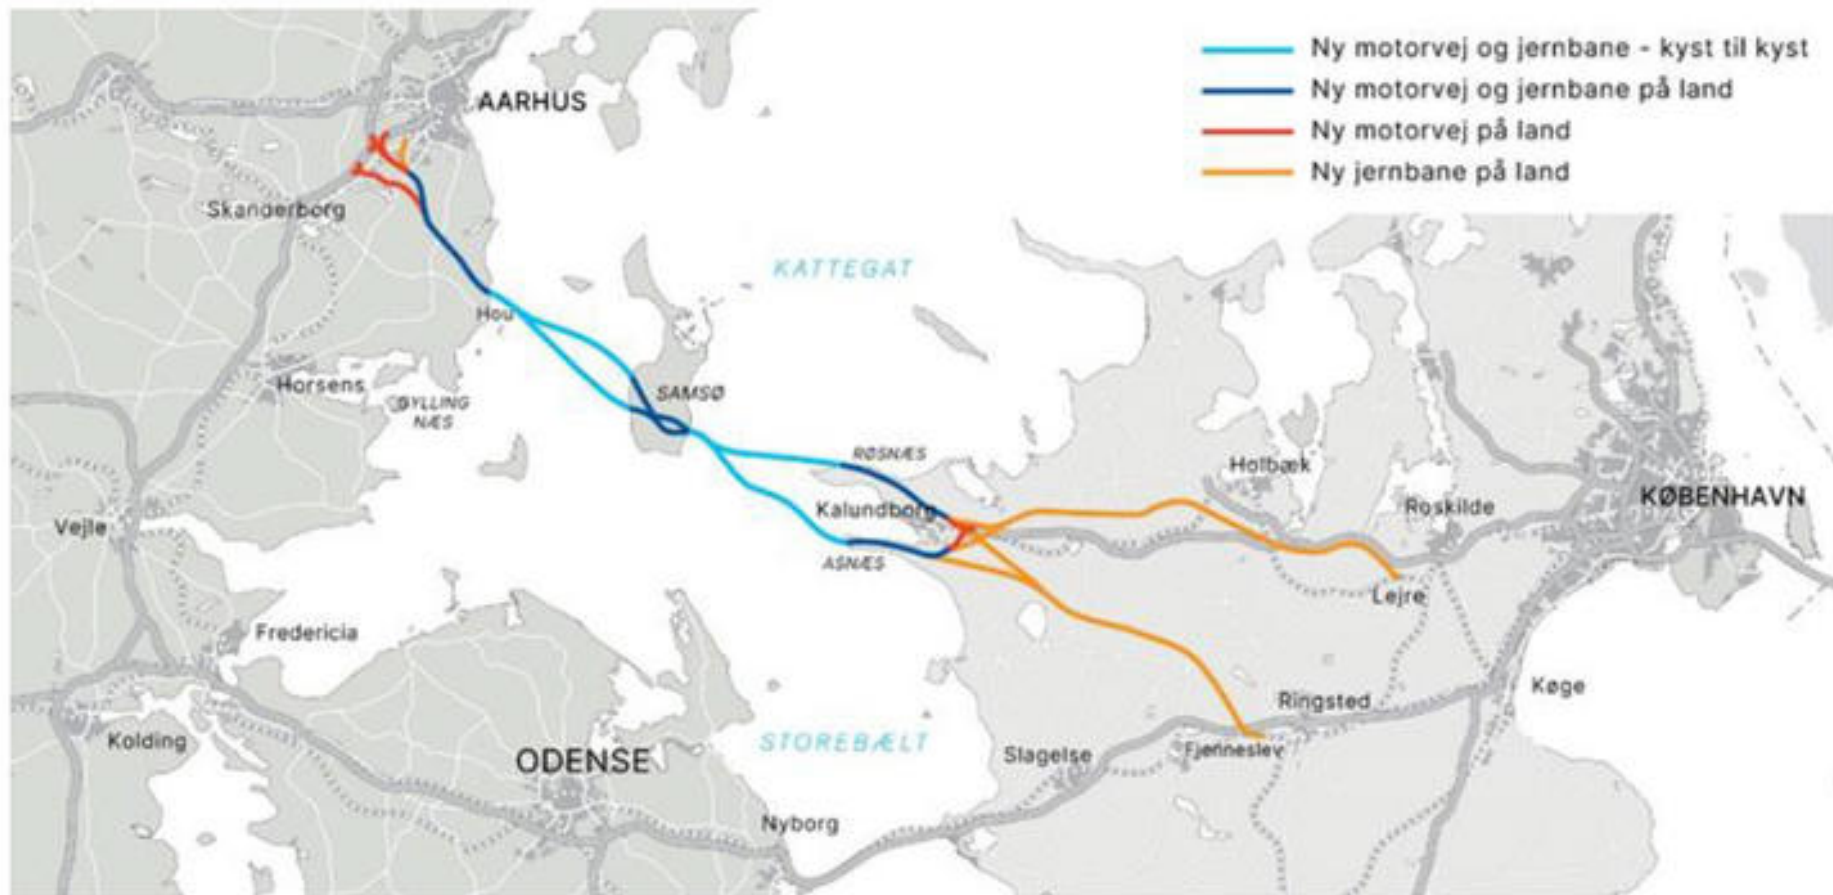 Ny motorvej og jernbane - kyst til kyst
Ny motorvej og jernbane på land
Ny motorvej på land
Ny jernbane på land
AARHUS
Skanderborg
KATTEGAT
Hou
Horsens
GYLLING
NÆS
SAMSØ
RØSNÆS
Holbæk
Kalundborg
Roskilde
KØBENHAVN
Vejle
ASNÆS
Lejre
Fredericia
Køge
Ringsted
Kolding
STOREBÆLT
Slagelse
Fjenneslev
ODENSE
Nyborg